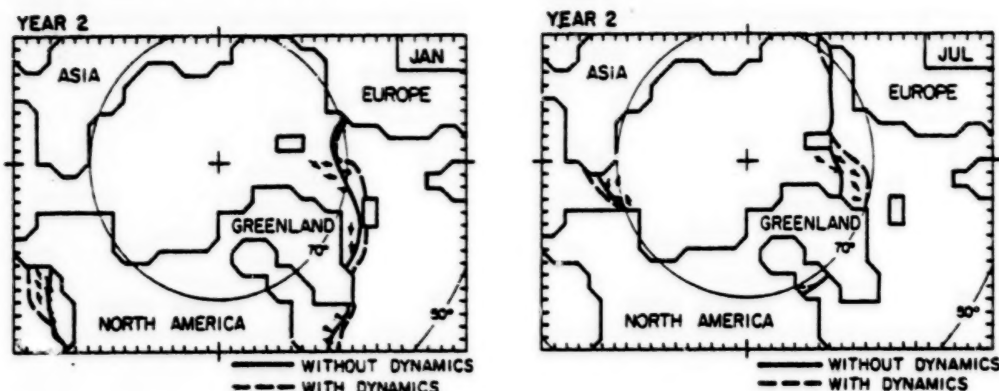 YEAR 2
JAN
ASIA
EUROPE
GREENLAND
70°
NORTH AMERICA
50°
WITHOUT DYNAMICS
WITH DYNAMICS
YEAR 2
JUL
ASIA
EUROPE
GREENLAND
70°
NORTH AMERICA
50°
WITHOUT DYNAMICS
WITH DYNAMICS